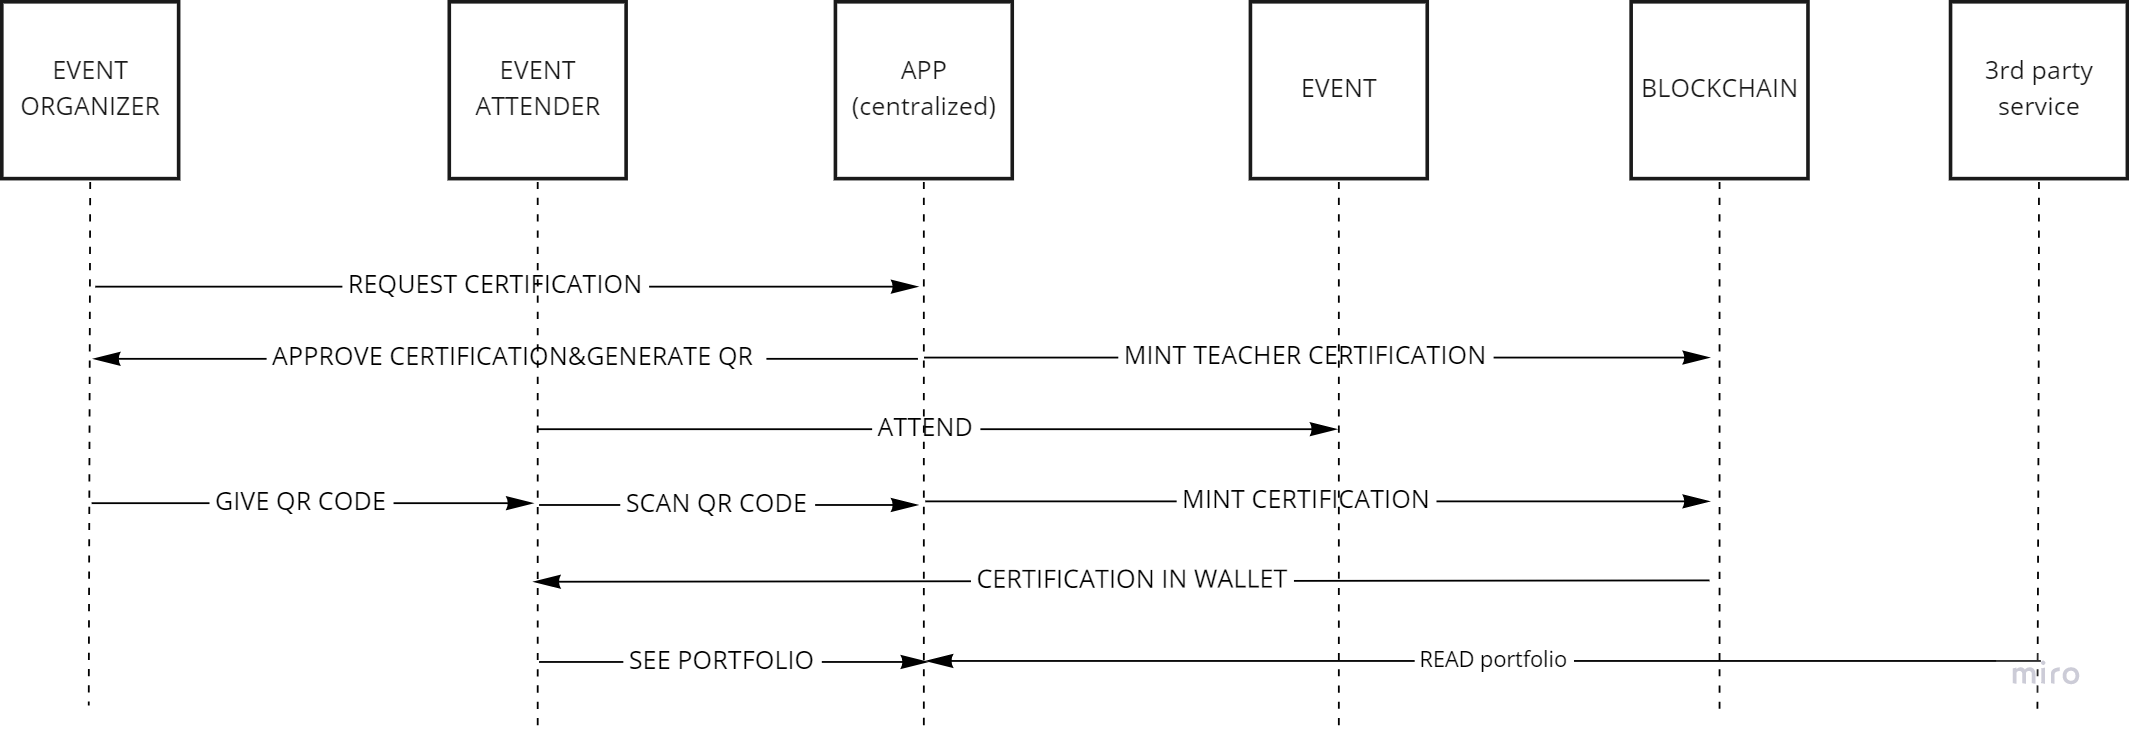 EVENT
ORGANIZER
EVENT
ATTENDER
APP
(centralized)
EVENT
BLOCKCHAIN
3rd party
service
REQUEST CERTIFICATION
APPROVE CERTIFICATION&GENERATE QR
MINT TEACHER CERTIFICATION
ATTEND
GIVE QR CODE
SCAN QR CODE
MINT CERTIFICATION
CERTIFICATION IN WALLET
SEE PORTFOLIO
READ portfolio
miro